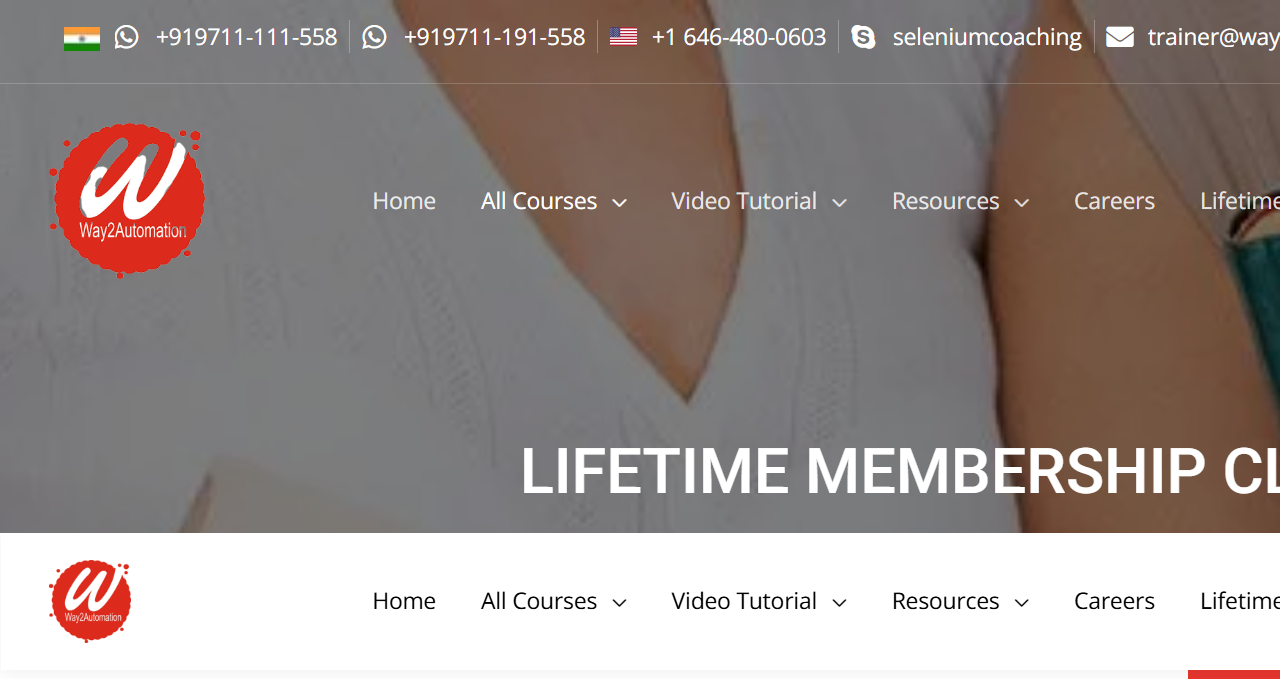 +919711-111-558 +919711-191-558 +1 646-480-0603 seleniumcoaching trainer@way
Way2Automation
Home All Courses Video Tutorial Resources Careers Lifetime
LIFETIME MEMBERSHIP CL
Way2Automation
Home All Courses Video Tutorial Resources Careers Lifetime